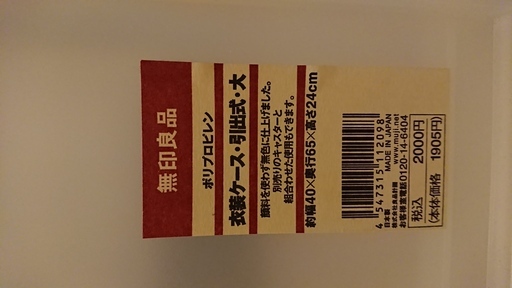 無印良品
ポリプロピレン
衣装ケース・引出式・大
顔料を使わず無色に仕上げました。
別売りのキャスターと
組合わせた使用もできます。
約幅40×奥行65×高さ24cm
4 547315 112098
日本製 MADE IN JAPAN
株式会社良品計画 www.muji.net
お客様室電話0120-14-6404
税込 2000円
(本体価格 1905円)